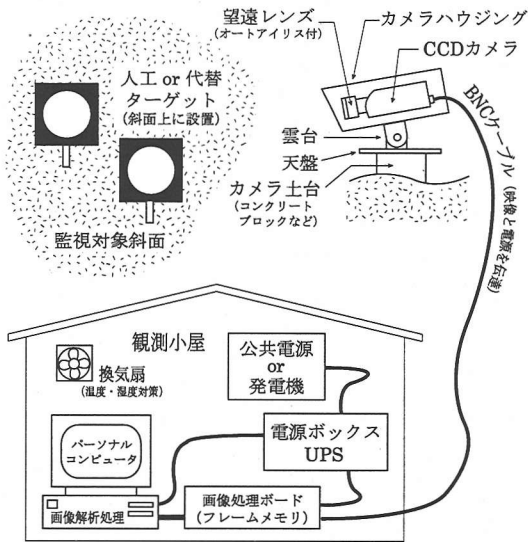 望遠レンズ
(オートアイリス付)
カメラハウジング
CCDカメラ
人工 or 代替
ターゲット
(斜面上に設置)
雲台
天盤
カメラ土台
(コンクリート
ブロックなど)
BNCケーブル(映像と電源を伝達)
監視対象斜面
観測小屋
換気扇
(温度・湿度対策)
公共電源
or
発電機
電源ボックス
UPS
パーソナル
コンピュータ
画像解析処理
画像処理ボード
(フレームメモリ)